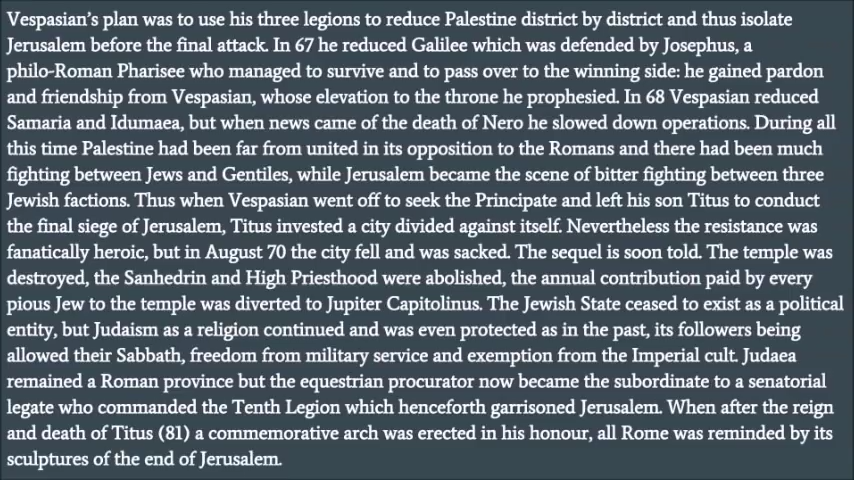 Vespasian's plan was to use his three legions to reduce Palestine district by district and thus isolate
Jerusalem before the final attack. In 67 he reduced Galilee which was defended by Josephus, a
philo-Roman Pharisee who managed to survive and to pass over to the winning side: he gained pardon
and friendship from Vespasian, whose elevation to the throne he prophesied. In 68 Vespasian reduced
Samaria and Idumaea, but when news came of the death of Nero he slowed down operations. During all
this time Palestine had been far from united in its opposition to the Romans and there had been much
fighting between Jews and Gentiles, while Jerusalem became the scene of bitter fighting between three
Jewish factions. Thus when Vespasian went off to seek the Principate and left his son Titus to conduct
the final siege of Jerusalem, Titus invested a city divided against itself. Nevertheless the resistance was
fanatically heroic, but in August 70 the city fell and was sacked. The sequel is soon told. The temple was
destroyed, the Sanhedrin and High Priesthood were abolished, the annual contribution paid by every
pious Jew to the temple was diverted to Jupiter Capitolinus. The Jewish State ceased to exist as a political
entity, but Judaism as a religion continued and was even protected as in the past, its followers being
allowed their Sabbath, freedom from military service and exemption from the Imperial cult. Judaea
remained a Roman province but the equestrian procurator now became the subordinate to a senatorial
legate who commanded the Tenth Legion which henceforth garrisoned Jerusalem. When after the reign
and death of Titus (81) a commemorative arch was erected in his honour, all Rome was reminded by its
sculptures of the end of Jerusalem.